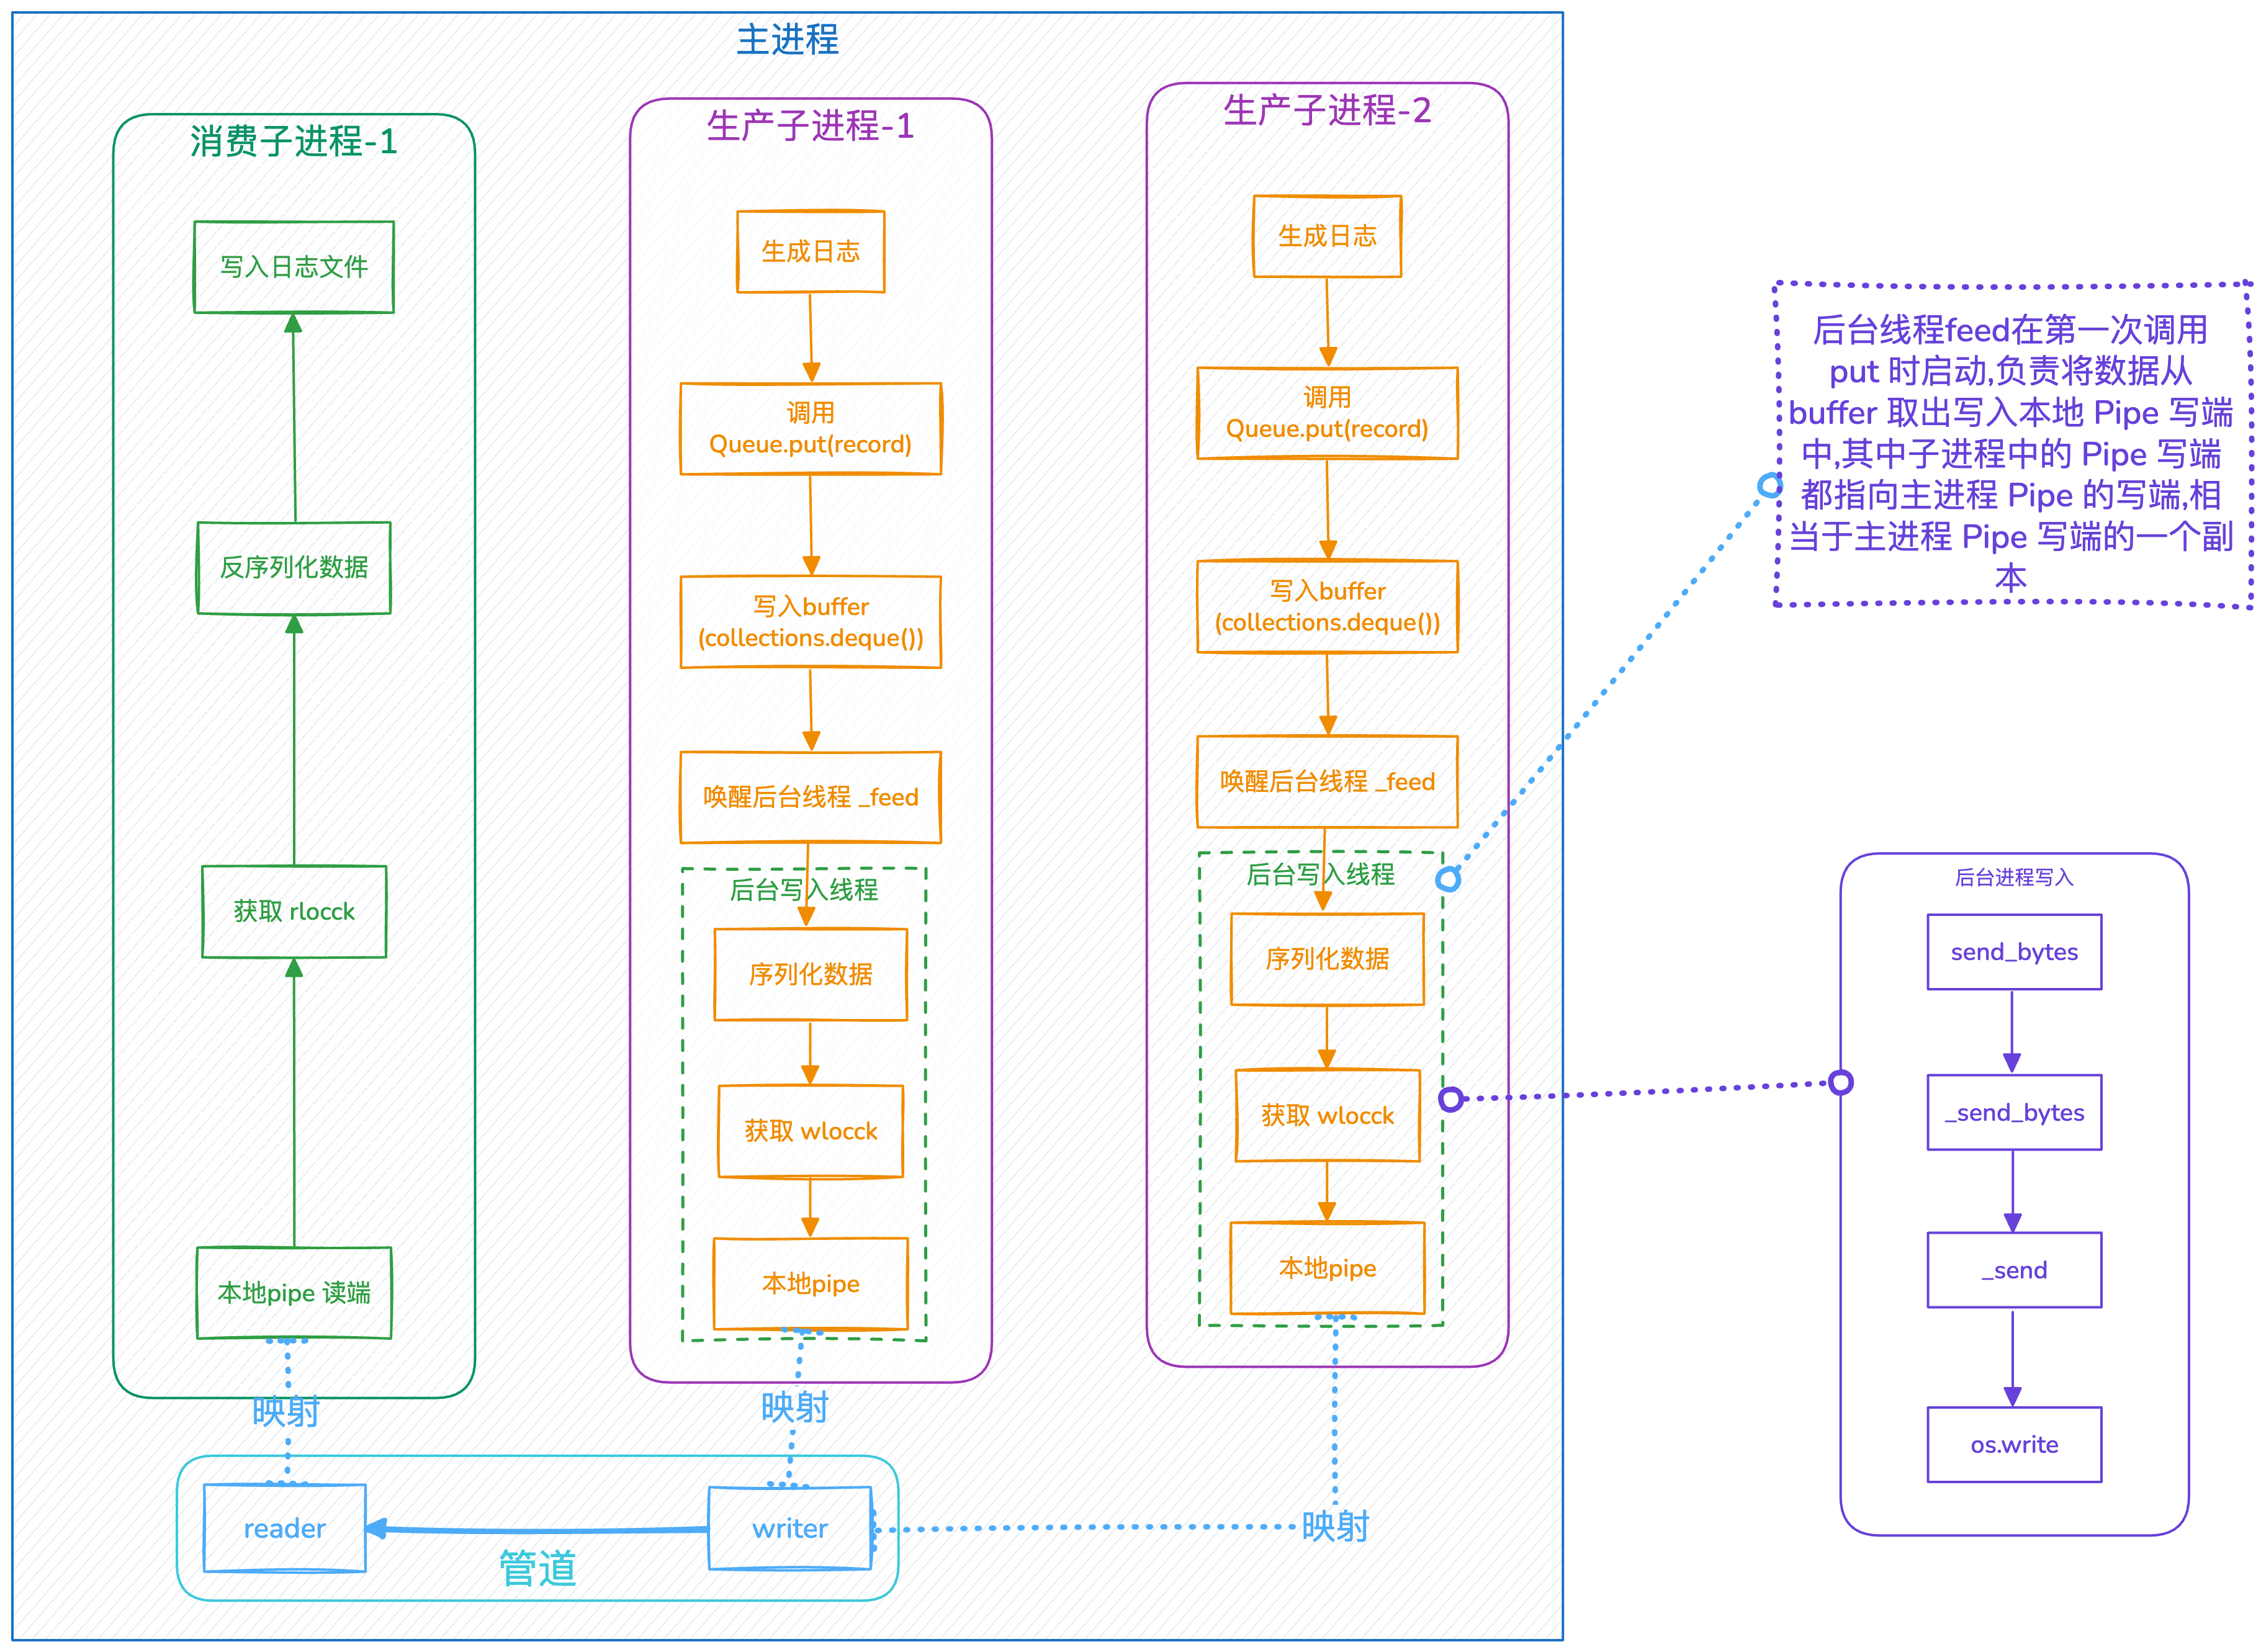 主进程
消费子进程-1
写入日志文件
反序列化数据
获取 rlocck
本地pipe 读端
映射
生产子进程-1
生成日志
调用
Queue.put(record)
写入buffer
(collections.deque())
唤醒后台线程 _feed
后台写入线程
序列化数据
获取 wlocck
本地pipe
映射
生产子进程-2
生成日志
调用
Queue.put(record)
写入buffer
(collections.deque())
唤醒后台线程 _feed
后台写入线程
序列化数据
获取 wlocck
本地pipe
映射
reader
writer
管道
后台线程feed在第一次调用
put 时启动,负责将数据从
buffer 取出写入本地 Pipe 写端
中,其中子进程中的 Pipe 写端
都指向主进程 Pipe 的写端,相
当于主进程 Pipe 写端的一个副
本
后台进程写入
send_bytes
_send_bytes
_send
os.write